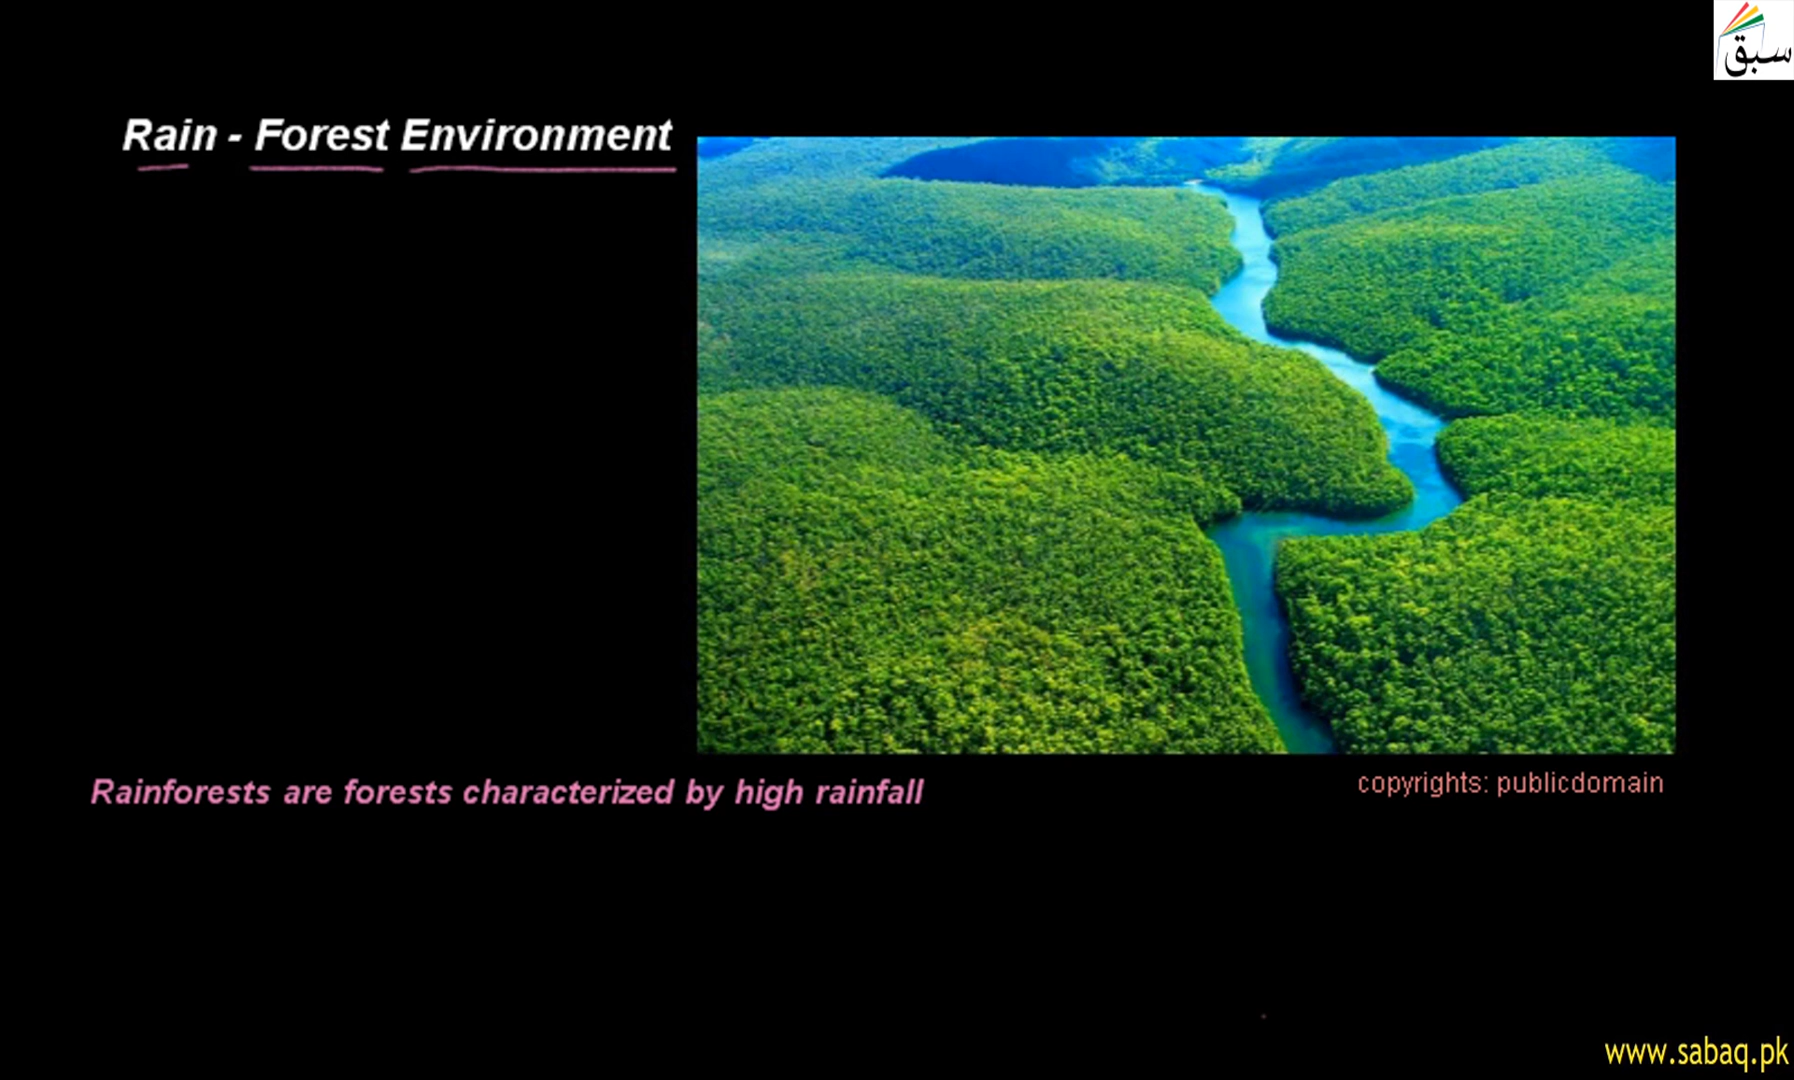 سبق
Rain - Forest Environment
Rainforests are forests characterized by high rainfall
copyrights: publicdomain
www.sabaq.pk